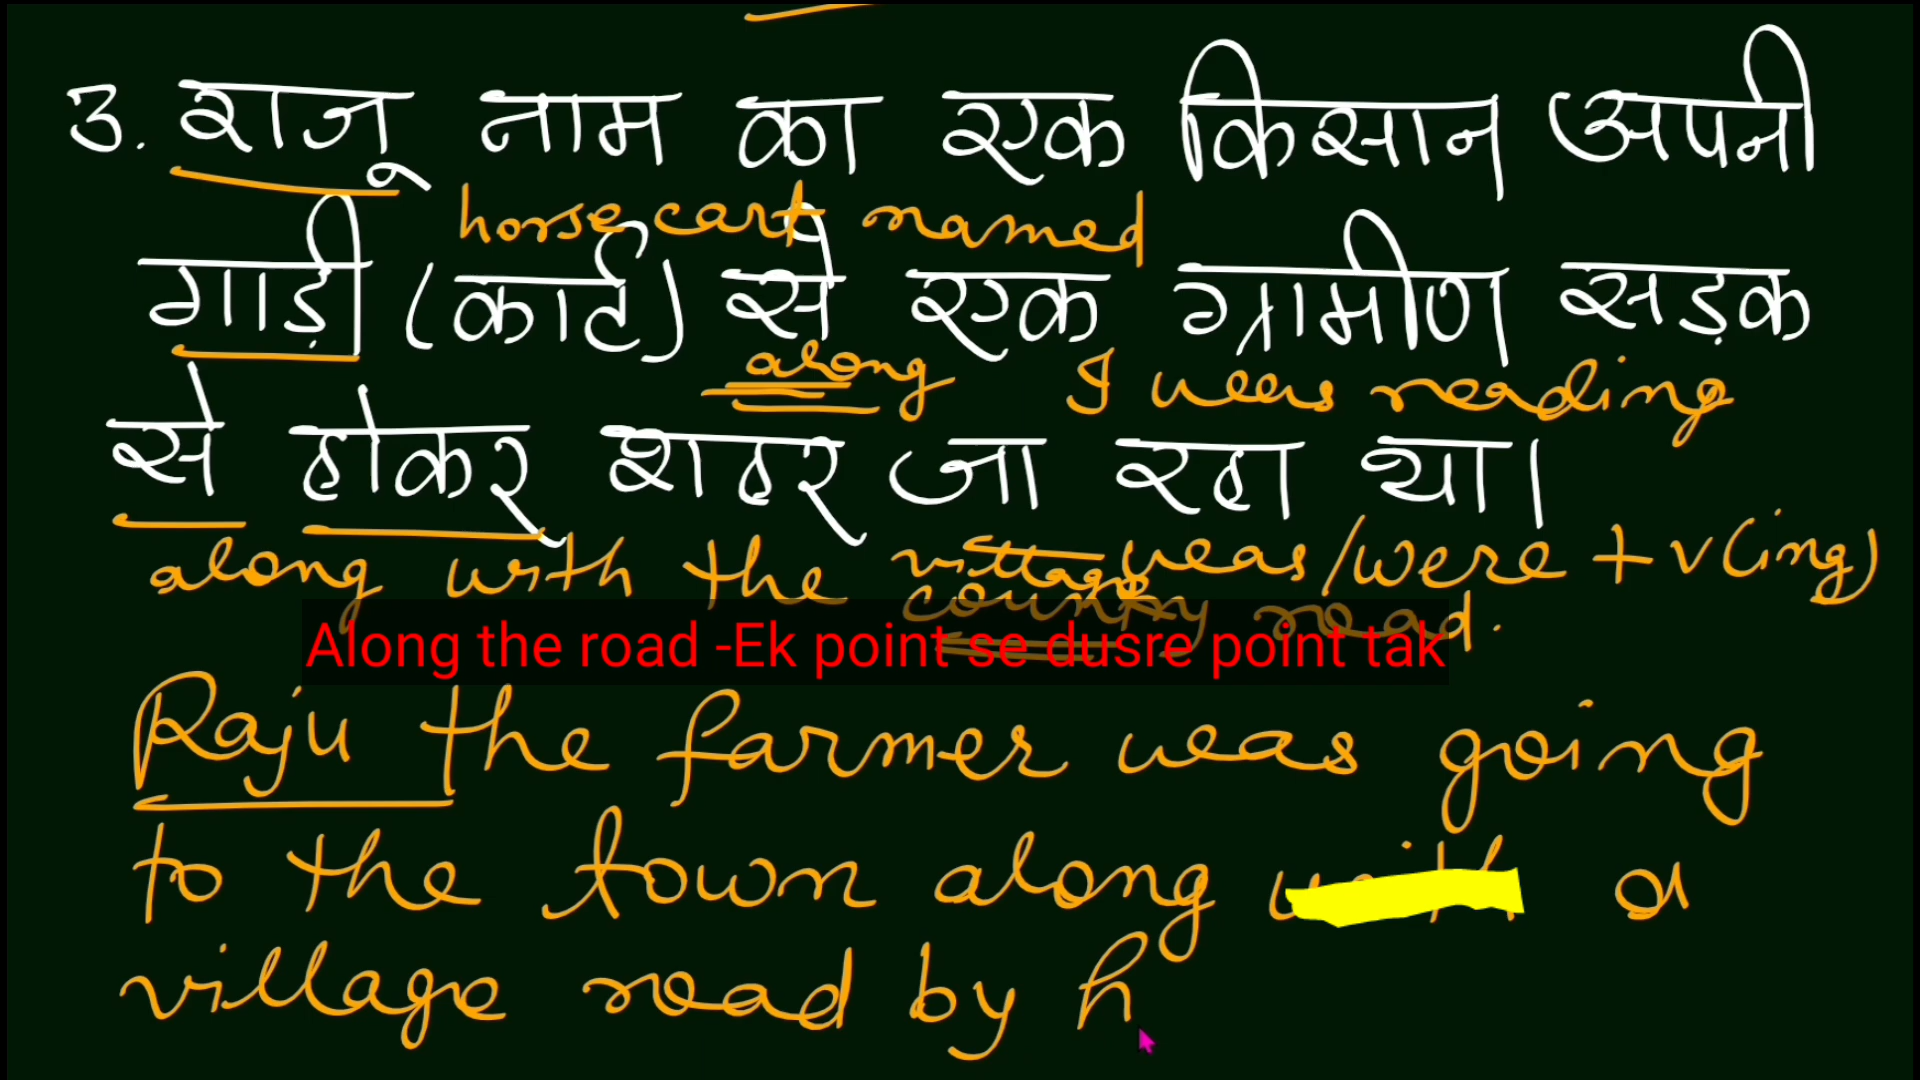 3. राजू नाम का एक किसान अपनी
horse cart named
गाड़ी (कार्ट) से एक ग्रामीण सड़क
along I was reading
से होकर शहर जा रहा था।
along with the village was/were + v(ing)
country road.
Along the road -Ek point se dusre point tak
Raju the farmer was going
to the town along with a
village road by h